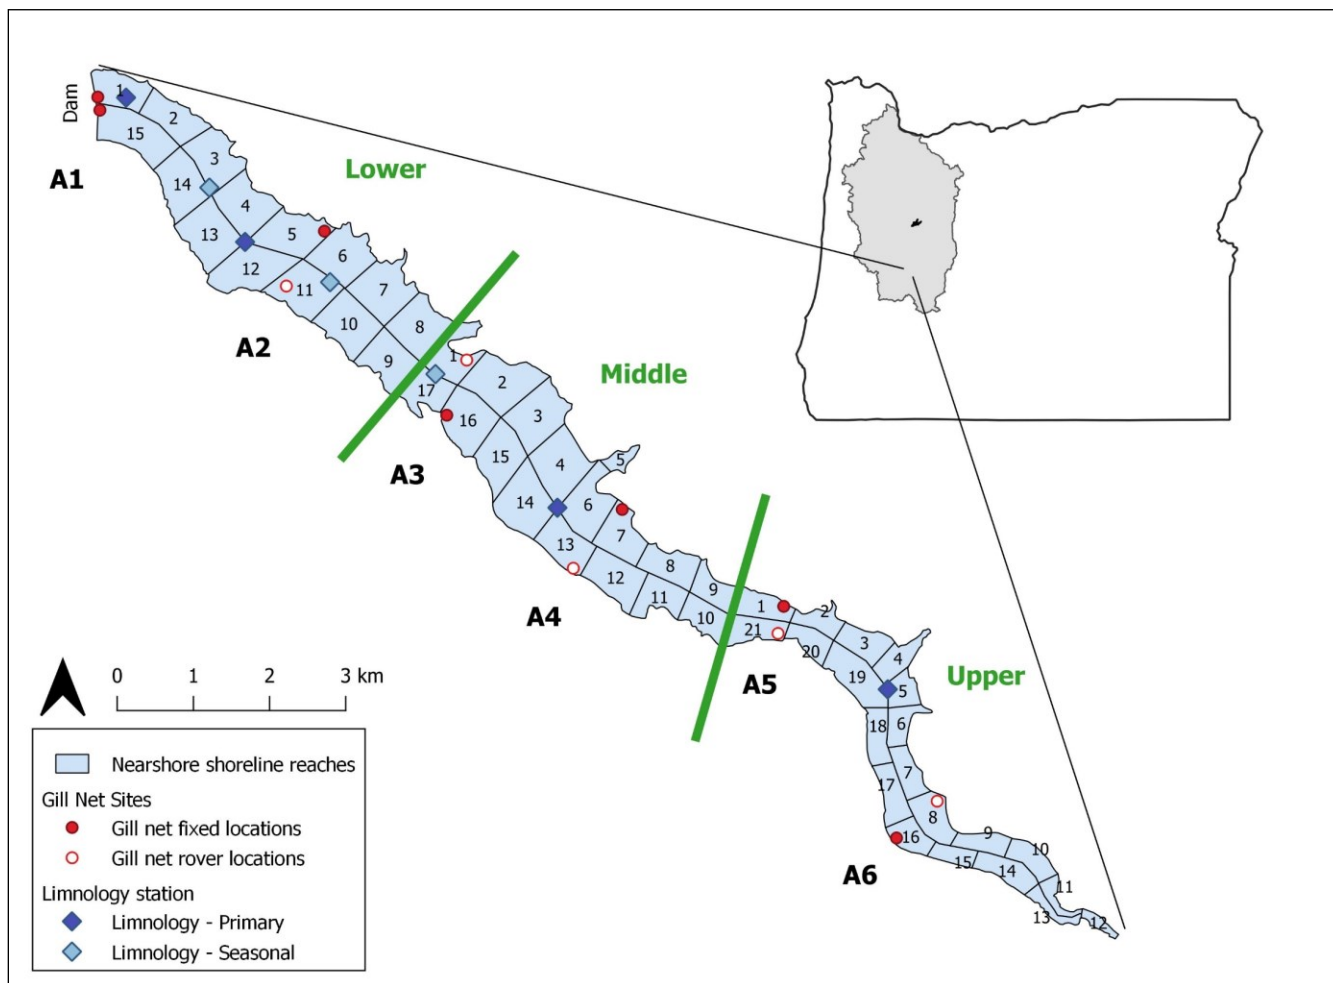 Dam
1
2
15
3
Lower
A1
14
4
13
5
6
12
11
7
A2
10
8
9
1
17
2
Middle
16
3
A3
15
4
5
14
6
13
7
12
8
11
9
10
A4
1
2
21
20
3
4
19
5
A5
Upper
18
6
7
17
8
16
9
10
15
14
A6
11
13
12
0 1 2 3 km
Nearshore shoreline reaches
Gill Net Sites
Gill net fixed locations
Gill net rover locations
Limnology station
Limnology - Primary
Limnology - Seasonal